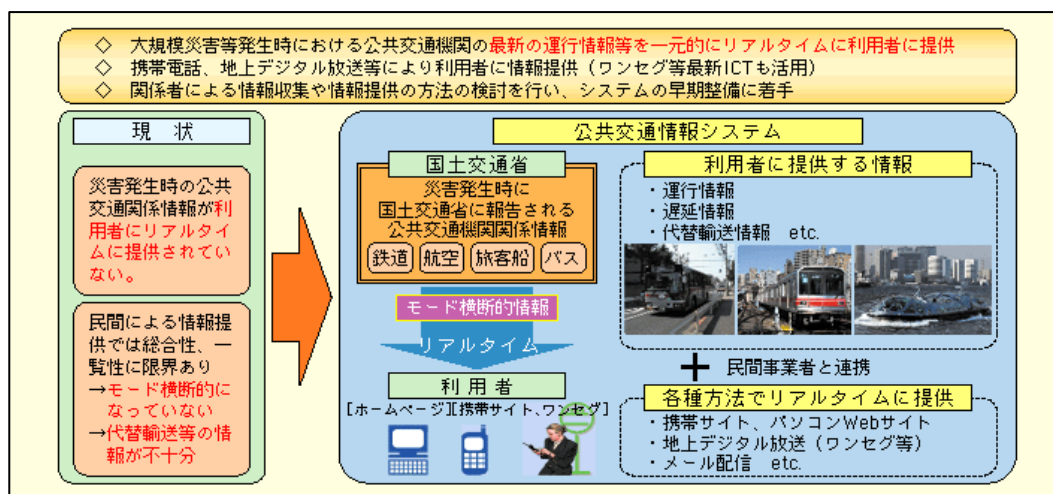 ◇ 大規模災害等発生時における公共交通機関の最新の運行情報等を一元的にリアルタイムに利用者に提供
◇ 携帯電話、地上デジタル放送等により利用者に情報提供（ワンセグ等最新ICTも活用）
◇ 関係者による情報収集や情報提供の方法の検討を行い、システムの早期整備に着手
現 状
災害発生時の公共
交通関係情報が利
用者にリアルタイ
ムに提供されてい
ない。
民間による情報提
供では総合性、一
覧性に限界あり
→モード横断的に
なっていない
→代替輸送等の情
報が不十分
公共交通情報システム
国土交通省
災害発生時に
国土交通省に報告される
公共交通機関関係情報
鉄道 航空 旅客船 バス
モード横断的情報
リアルタイム
利用者
[ホームページ][携帯サイト、ワンセグ]
利用者に提供する情報
・運行情報
・遅延情報
・代替輸送情報 etc.
＋ 民間事業者と連携
各種方法でリアルタイムに提供
・携帯サイト、パソコンWebサイト
・地上デジタル放送（ワンセグ等）
・メール配信 etc.